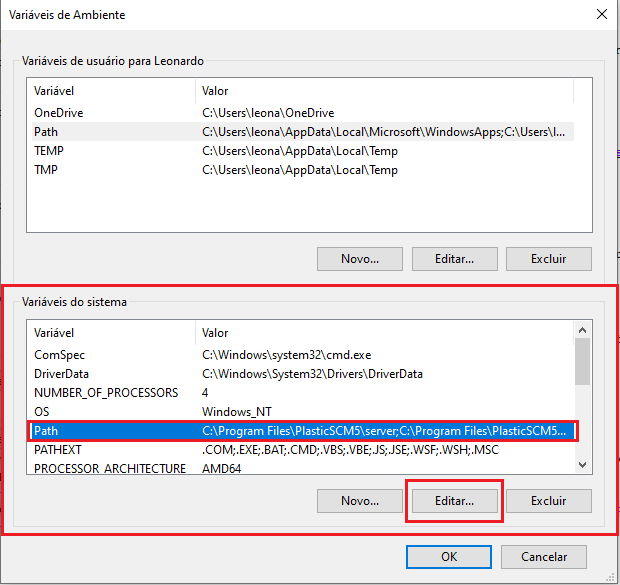 Variáveis de Ambiente
Variáveis de usuário para Leonardo
Variável Valor
OneDrive C:\Users\leona\OneDrive
Path C:\Users\leona\AppData\Local\Microsoft\WindowsApps;C:\Users\l...
TEMP C:\Users\leona\AppData\Local\Temp
TMP C:\Users\leona\AppData\Local\Temp
Novo... Editar... Excluir
Variáveis do sistema
Variável Valor
ComSpec C:\Windows\system32\cmd.exe
DriverData C:\Windows\System32\Drivers\DriverData
NUMBER_OF_PROCESSORS 4
OS Windows_NT
Path C:\Program Files\PlasticSCM5\server;C:\Program Files\PlasticSCM5...
PATHEXT .COM;.EXE;.BAT;.CMD;.VBS;.VBE;.JS;.JSE;.WSF;.WSH;.MSC
PROCESSOR_ARCHITECTURE AMD64
Novo... Editar... Excluir
OK Cancelar